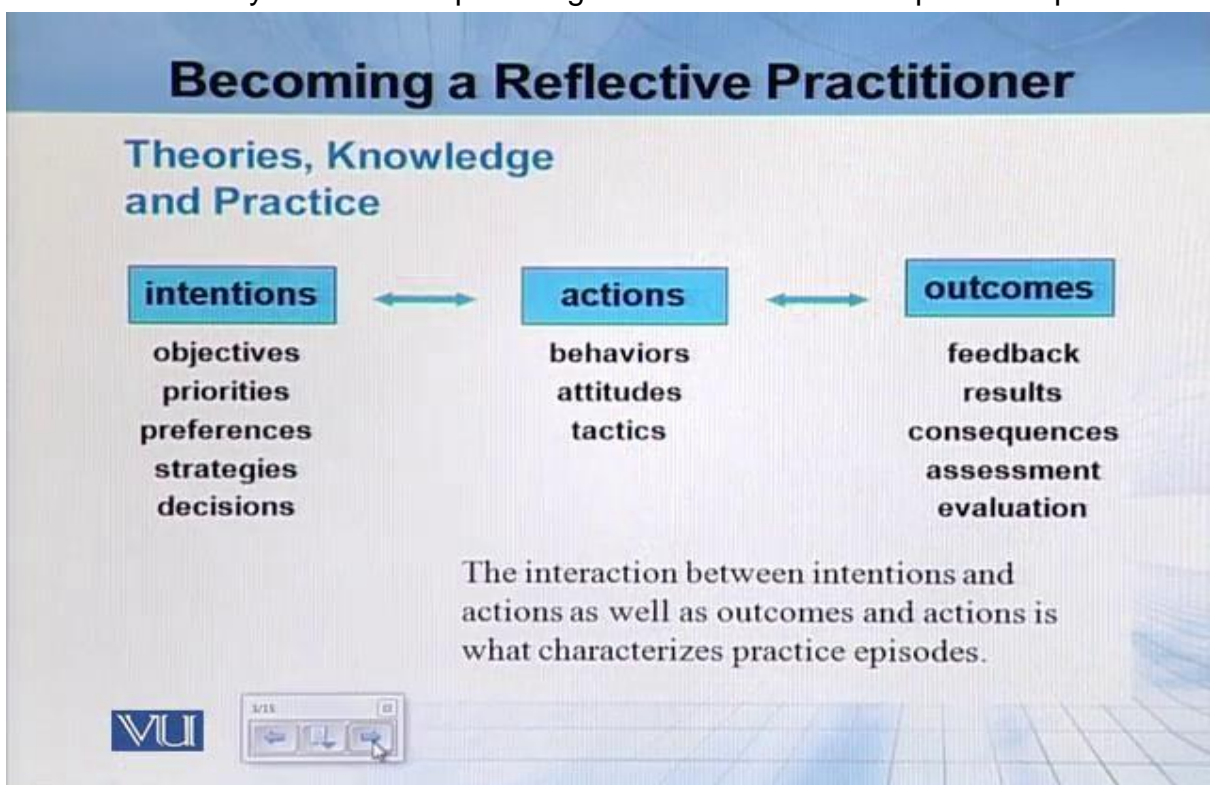 Becoming a Reflective Practitioner
Theories, Knowledge
and Practice
intentions
actions
outcomes
objectives
priorities
preferences
strategies
decisions
behaviors
attitudes
tactics
feedback
results
consequences
assessment
evaluation
The interaction between intentions and
actions as well as outcomes and actions is
what characterizes practice episodes.
VU